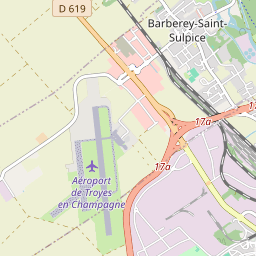 D 619
Barberey-Saint-
Sulpice
17a
17a
Aéroport
de Troyes
en Champagne